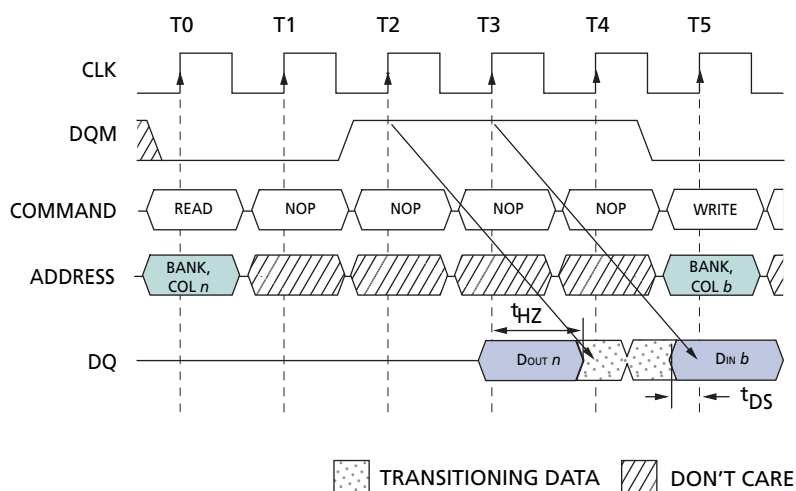 T0 T1 T2 T3 T4 T5
CLK
DQM
COMMAND READ NOP NOP NOP NOP WRITE
ADDRESS BANK, COL n BANK, COL b
tHZ
DQ DOUT n DIN b
tDS
TRANSITIONING DATA DON'T CARE